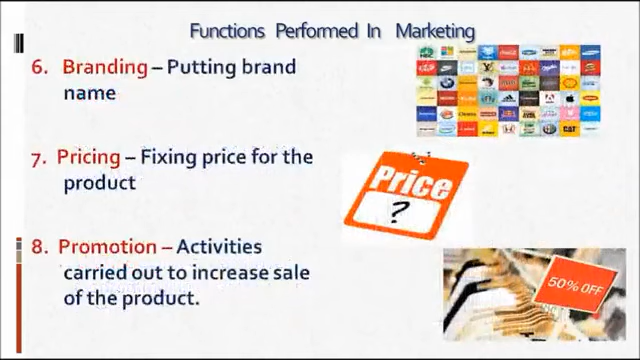 Functions Performed In Marketing
6. Branding – Putting brand
name
7. Pricing – Fixing price for the
product
Price
?
8. Promotion – Activities
carried out to increase sale
of the product.
50% OFF